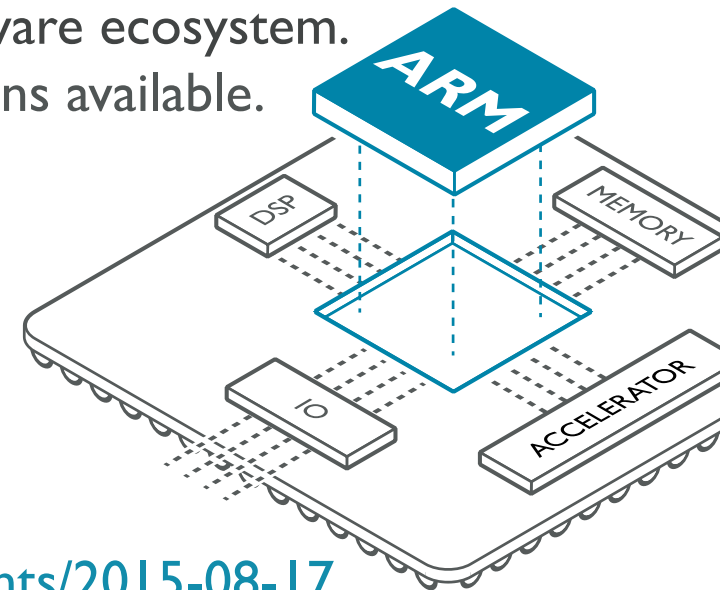 ware ecosystem.
ns available.
ARM
DSP
MEMORY
IO
ACCELERATOR
nts/2015-08-17